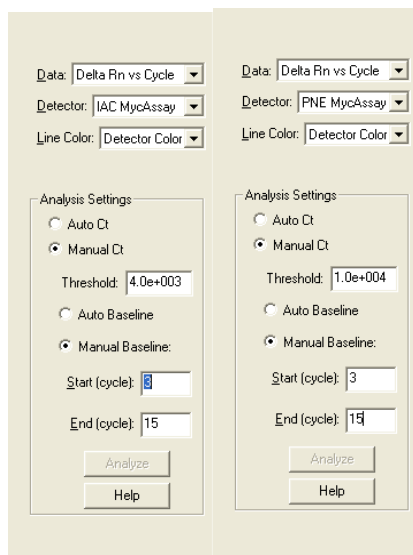 Data: Delta Rn vs Cycle
Detector: IAC MycAssay
Line Color: Detector Color
Analysis Settings
Auto Ct
Manual Ct
Threshold: 4.0e+003
Auto Baseline
Manual Baseline:
Start (cycle): 3
End (cycle): 15
Analyze
Help
Data: Delta Rn vs Cycle
Detector: PNE MycAssay
Line Color: Detector Color
Analysis Settings
Auto Ct
Manual Ct
Threshold: 1.0e+004
Auto Baseline
Manual Baseline:
Start (cycle): 3
End (cycle): 15
Analyze
Help